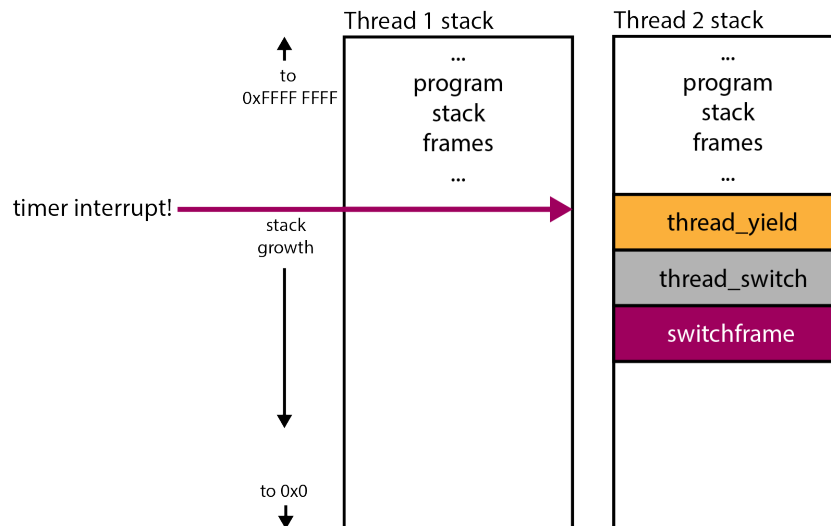 Thread 1 stack
Thread 2 stack
to
0xFFFF FFFF
...
program
stack
frames
...
...
program
stack
frames
...
timer interrupt!
stack
growth
thread_yield
thread_switch
switchframe
to 0x0